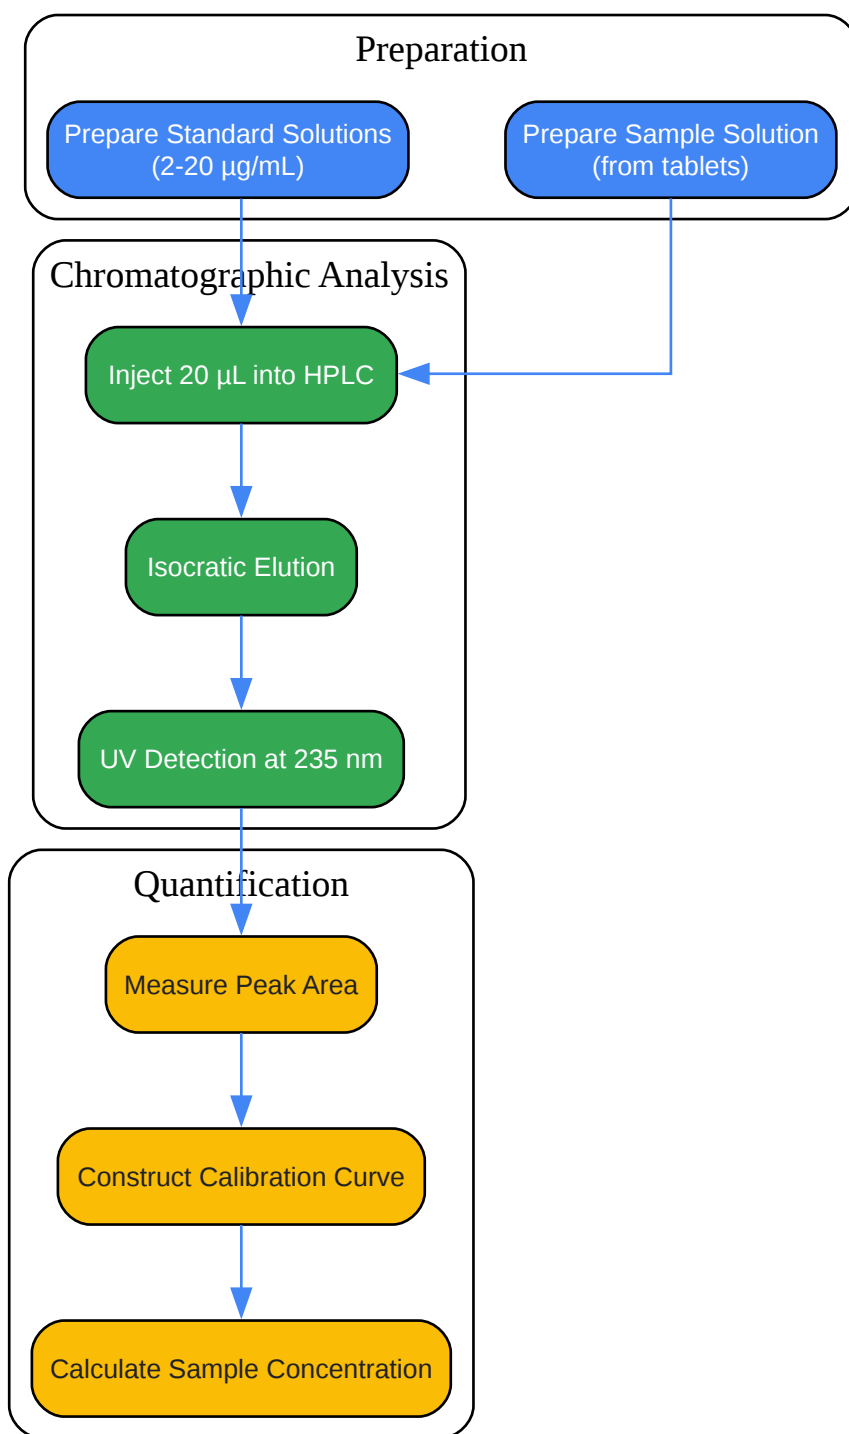 Preparation
Prepare Standard Solutions
(2-20 µg/mL)
Prepare Sample Solution
(from tablets)
Chromatographic Analysis
Inject 20 µL into HPLC
Isocratic Elution
UV Detection at 235 nm
Quantification
Measure Peak Area
Construct Calibration Curve
Calculate Sample Concentration